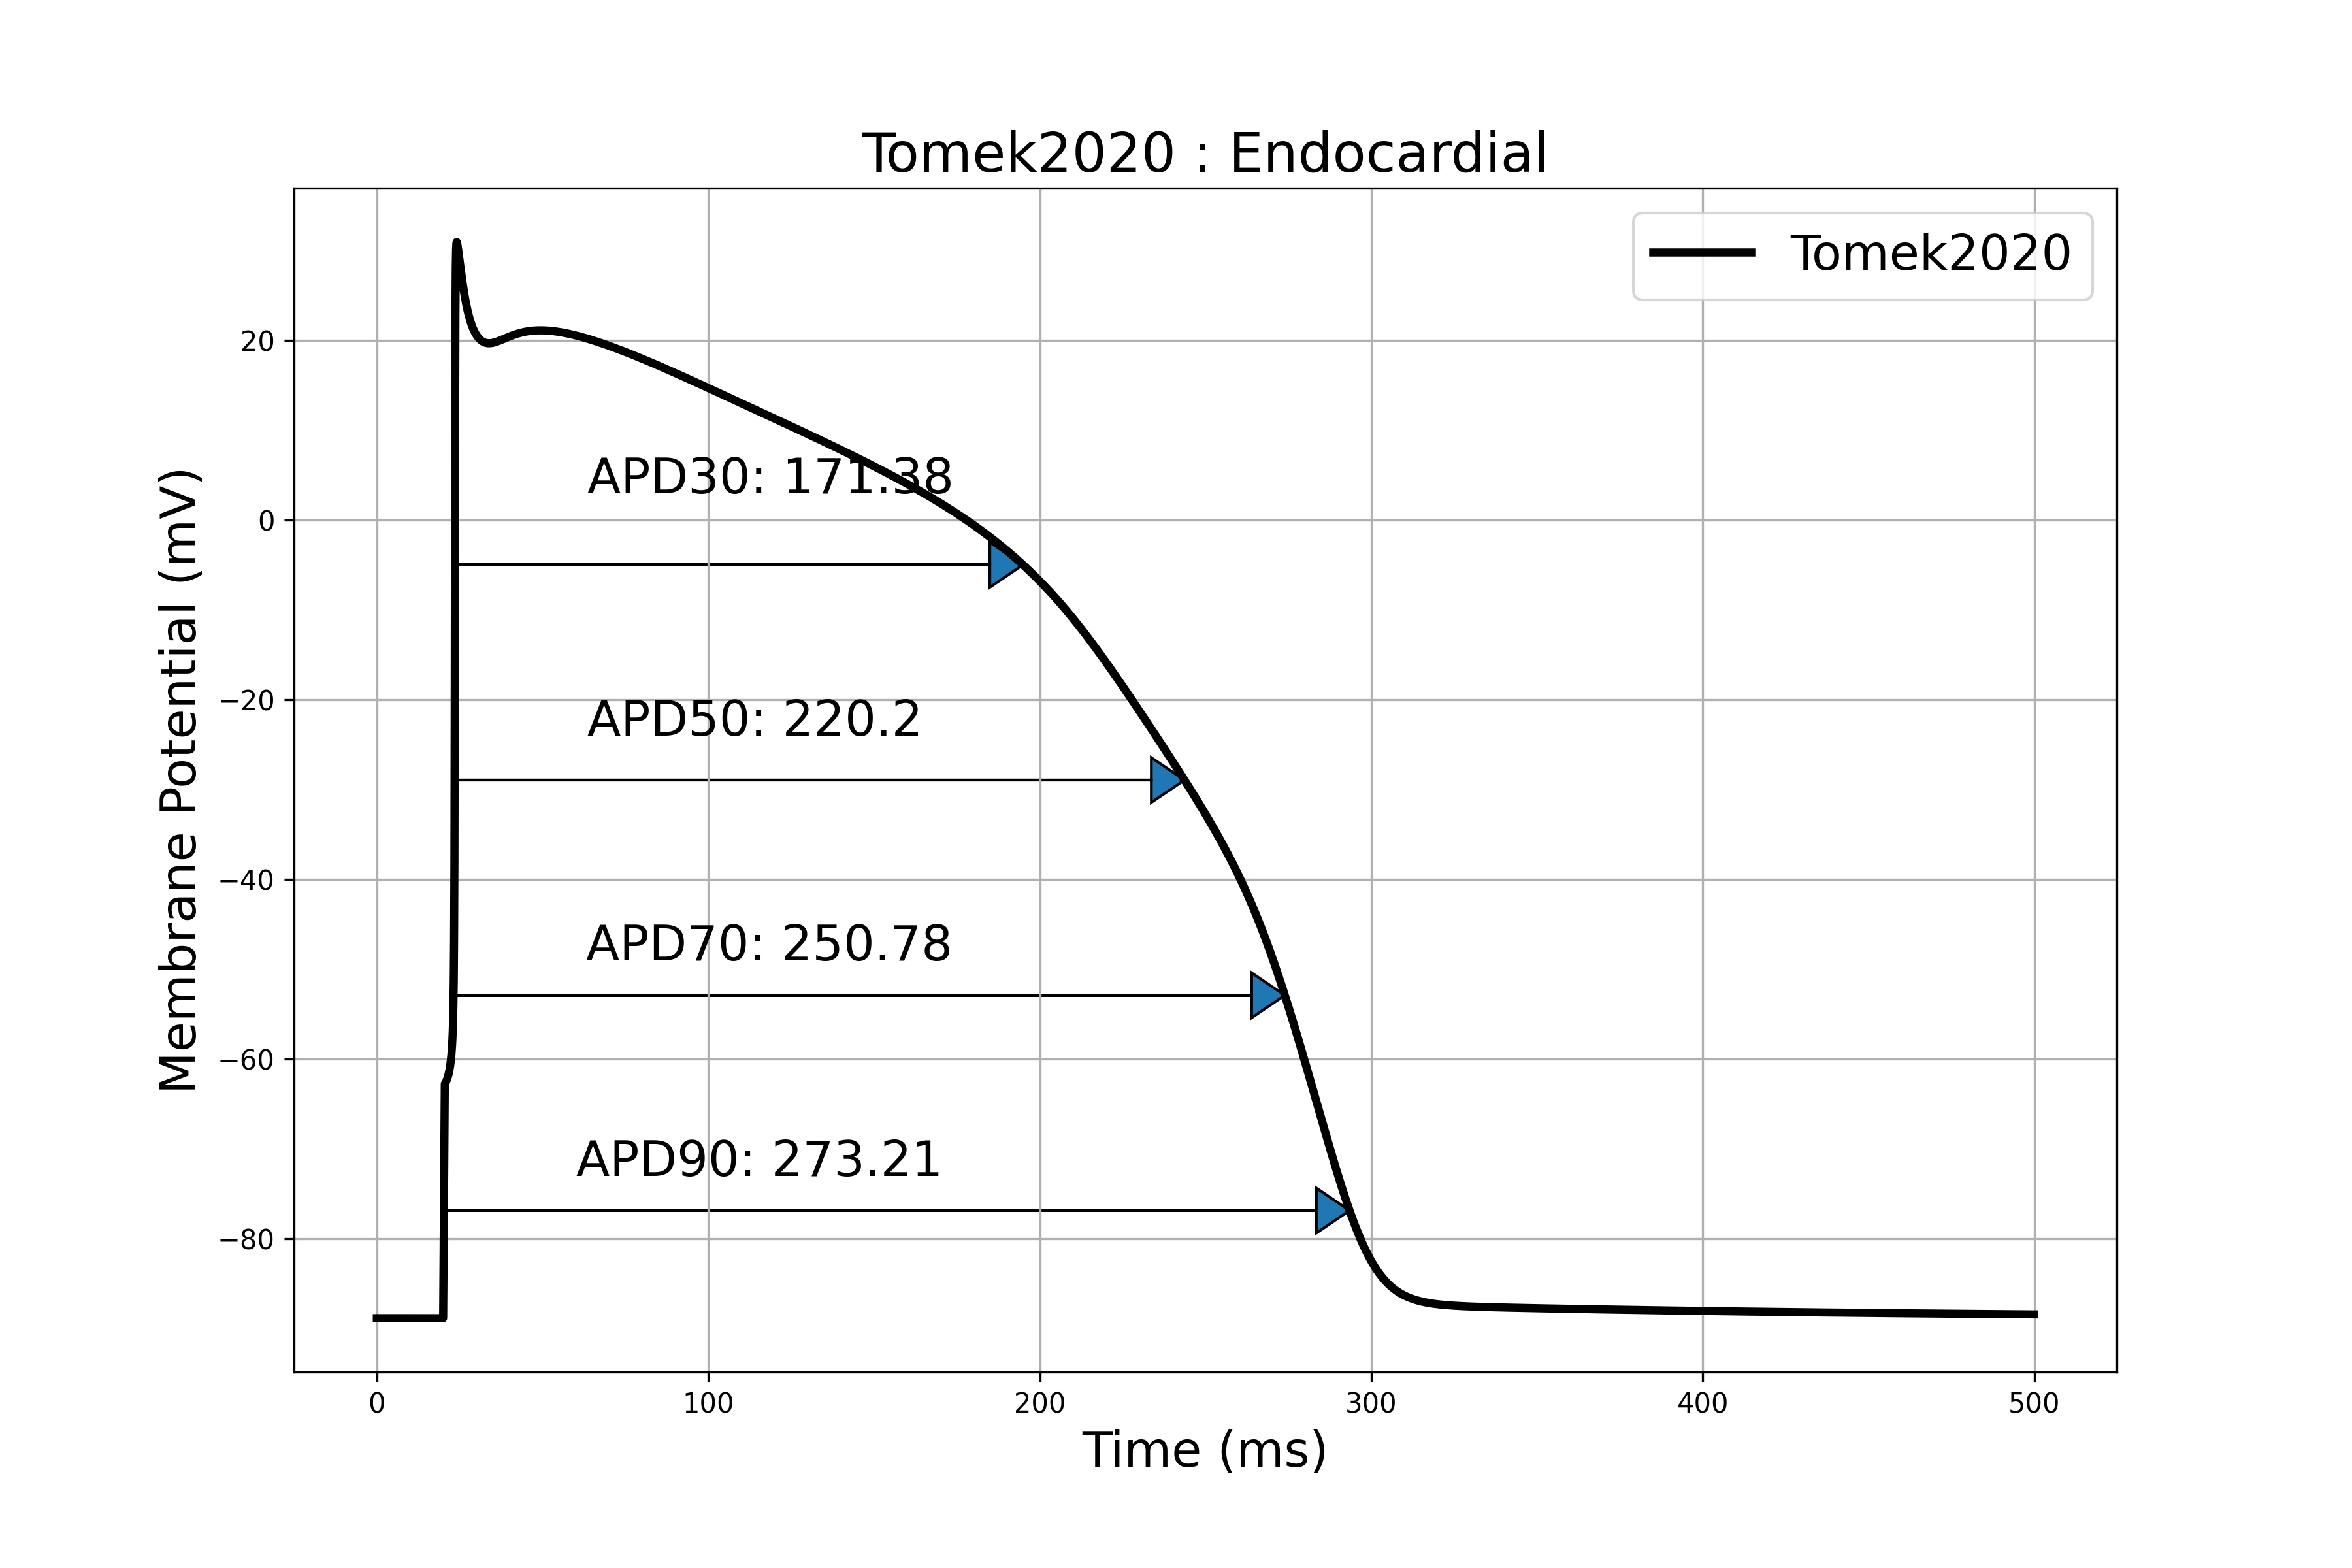 Tomek2020 : Endocardial
Tomek2020
Membrane Potential (mV)
20
0
−20
−40
−60
−80
APD30: 171.38
APD50: 220.2
APD70: 250.78
APD90: 273.21
0 100 200 300 400 500
Time (ms)